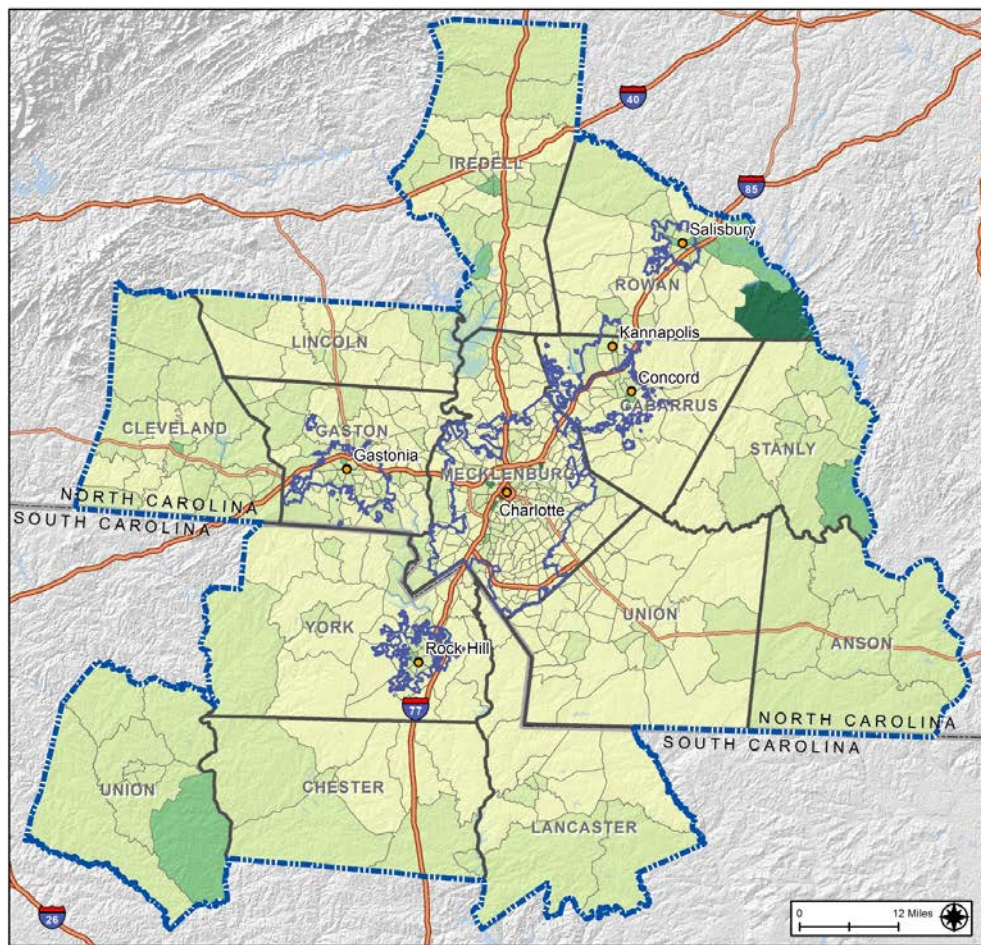 40
IREDELL
85
Salisbury
ROWAN
Kannapolis
LINCOLN
Concord
CABARRUS
CLEVELAND
GASTON
STANLY
Gastonia
MECKLENBURG
Charlotte
NORTH CAROLINA
SOUTH CAROLINA
YORK
UNION
ANSON
Rock Hill
77
NORTH CAROLINA
SOUTH CAROLINA
UNION
CHESTER
LANCASTER
26
0 12 Miles